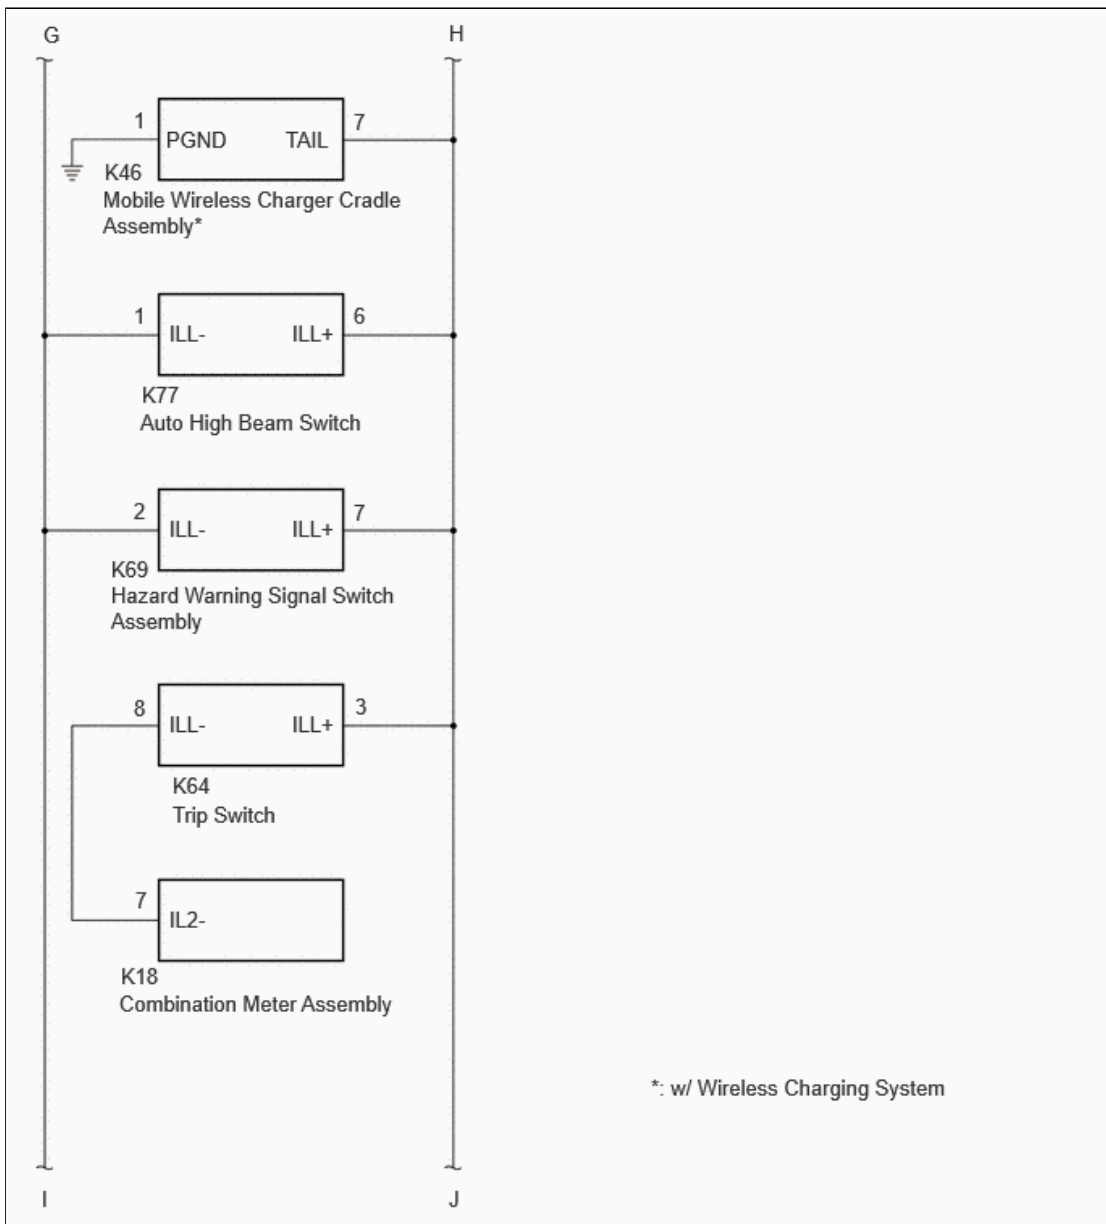 G H
1 PGND TAIL 7
K46
Mobile Wireless Charger Cradle
Assembly*
1 ILL- ILL+ 6
K77
Auto High Beam Switch
2 ILL- ILL+ 7
K69
Hazard Warning Signal Switch
Assembly
8 ILL- ILL+ 3
K64
Trip Switch
7 IL2-
K18
Combination Meter Assembly
*: w/ Wireless Charging System
I J